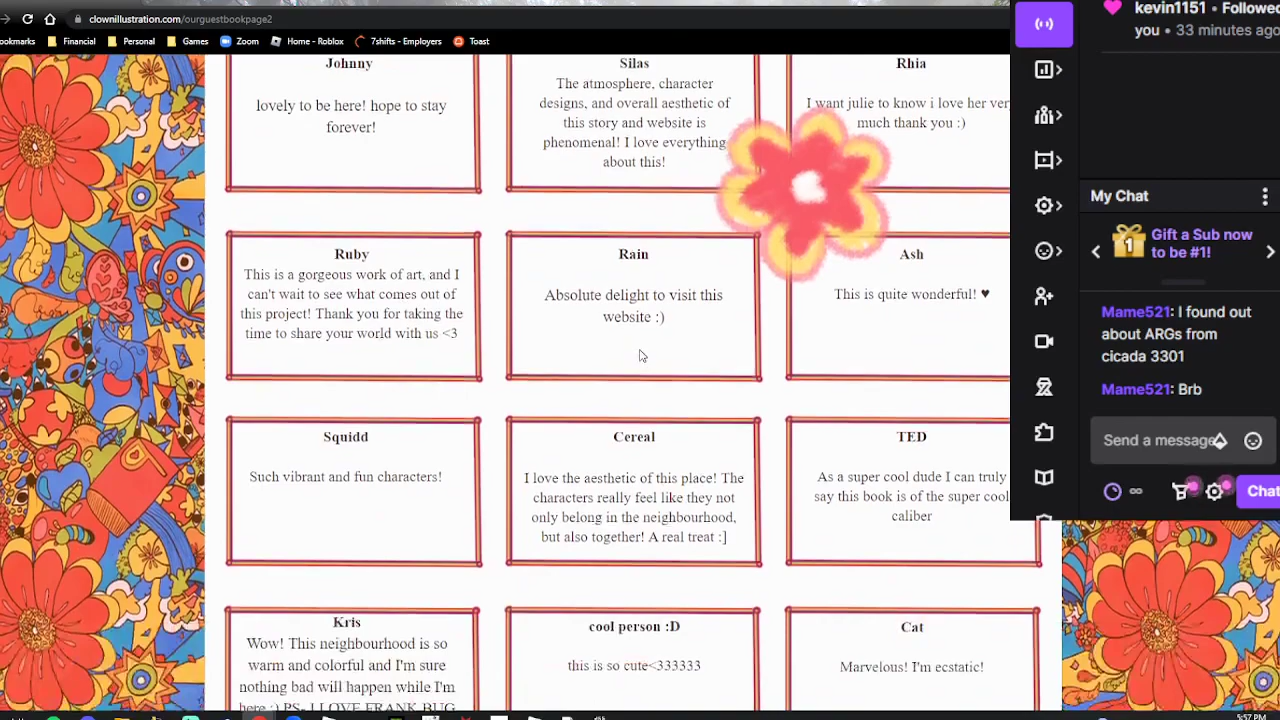 clownillustration.com/ourguestbookpage2
ookmarks
Financial
Personal
Games
Zoom
Home - Roblox
7shifts - Employers
Toast
Johnny
lovely to be here! hope to stay
forever!
Silas
The atmosphere, character
designs, and overall aesthetic of
this story and website is
phenomenal! I love everything
about this!
Rhia
I want julie to know i love her ver
much thank you :)
Ruby
This is a gorgeous work of art, and I
can't wait to see what comes out of
this project! Thank you for taking the
time to share your world with us <3
Rain
Absolute delight to visit this
website :)
Ash
This is quite wonderful! ♥
Squidd
Such vibrant and fun characters!
Cereal
I love the aesthetic of this place! The
characters really feel like they not
only belong in the neighbourhood,
but also together! A real treat :]
TED
As a super cool dude I can truly
say this book is of the super cool
caliber
Kris
Wow! This neighbourhood is so
warm and colorful and I'm sure
nothing bad will happen while I'm
here :) PS- I LOVE FRANK BUG
cool person :D
this is so cute<333333
Cat
Marvelous! I'm ecstatic!
kevin1151 • Followed
you • 33 minutes ago
My Chat
1
Gift a Sub now
to be #1!
Mame521: I found out
about ARGs from
cicada 3301
Mame521: Brb
Send a message
Chat
5:57 PM